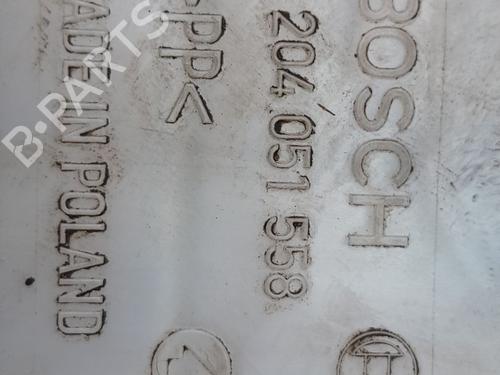 BOSCH
204 051 558
>PP<
MADE IN POLAND
B-PARTS